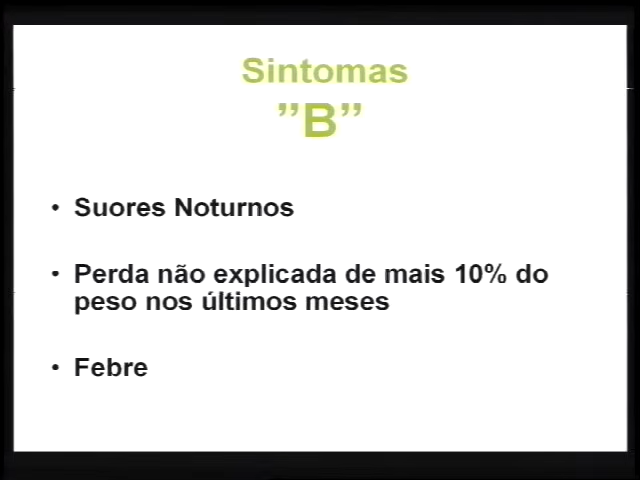 Sintomas
”B”
• Suores Noturnos
• Perda não explicada de mais 10% do
peso nos últimos meses
• Febre